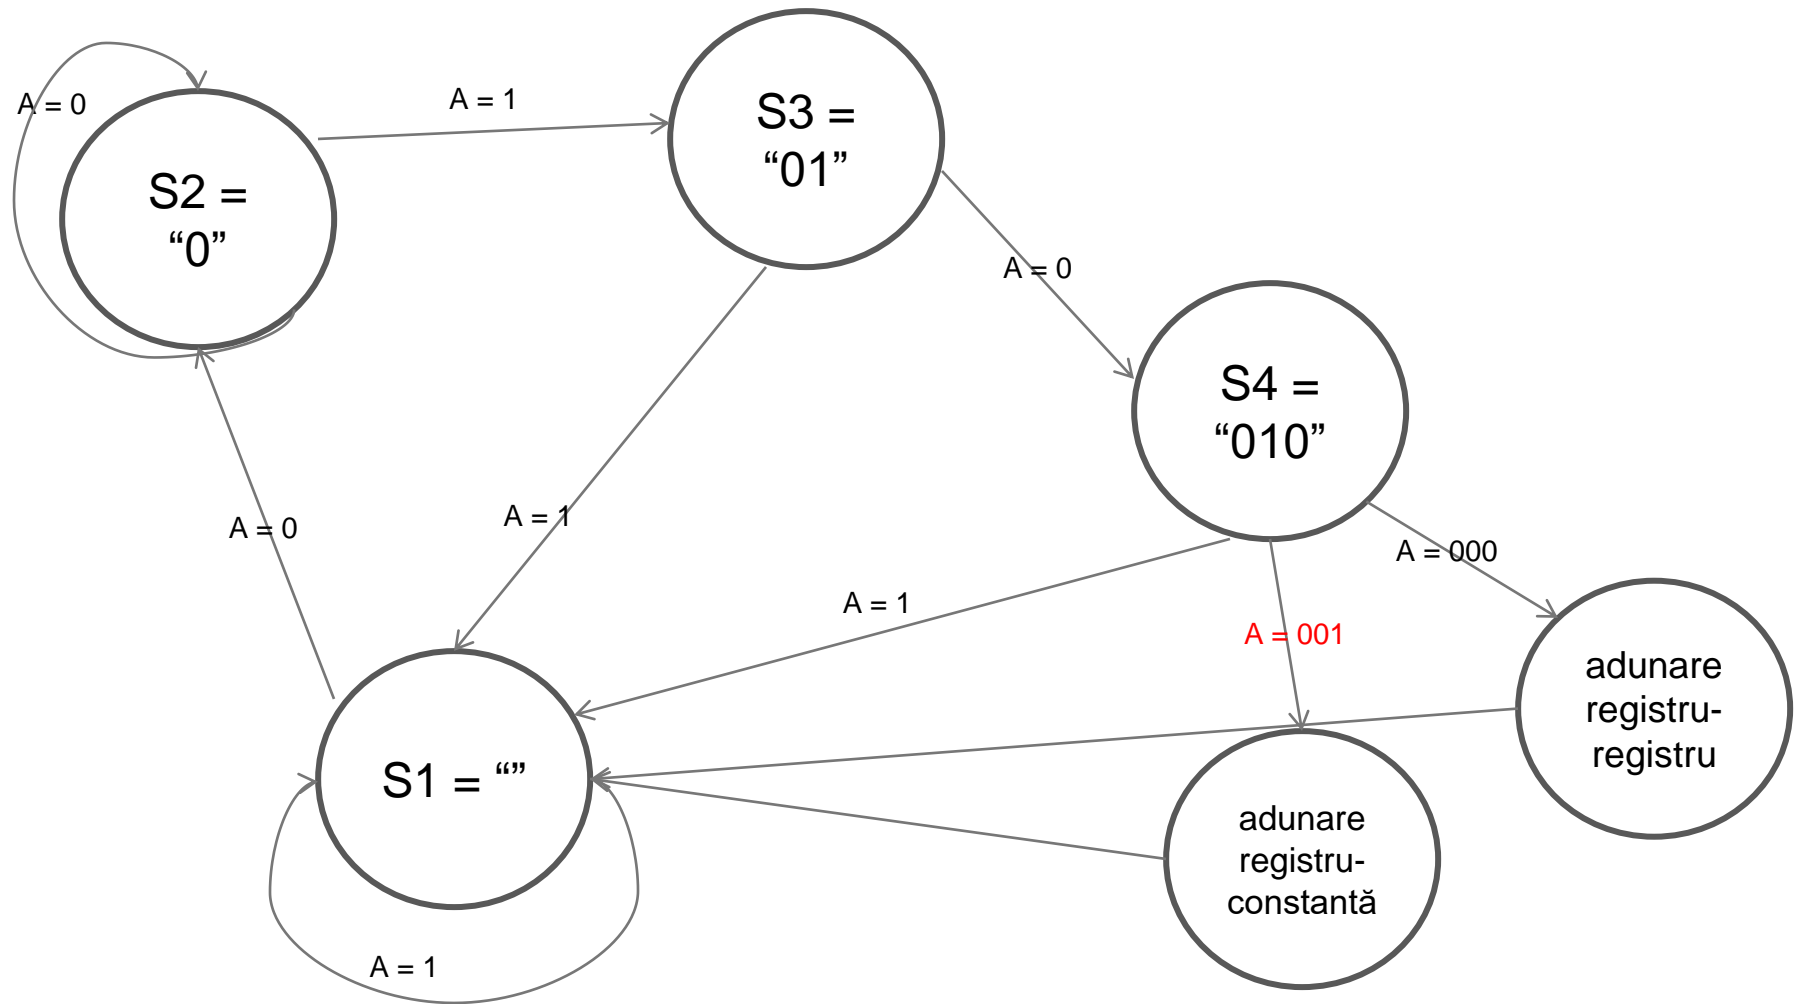 A = 0
A = 1
S3 =
“01”
S2 =
“0”
A = 0
S4 =
“010”
A = 0
A = 1
A = 000
A = 1
A = 001
adunare
registru-
registru
S1 = “”
adunare
registru-
constantă
A = 1